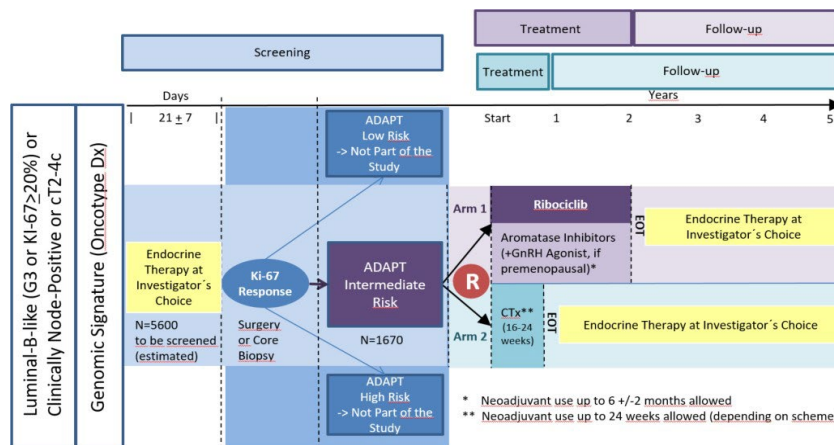 Treatment
Follow-up
Screening
Treatment
Follow-up
Days
Years
| 21 + 7 |
Start
1
2
3
4
5
Luminal-B-like (G3 or KI-67≥20%) or
Clinically Node-Positive or cT2-4c
Genomic Signature (Oncotype Dx)
ADAPT
Low Risk
-> Not Part of the
Study
Endocrine
Therapy at
Investigator´s
Choice
N=5600
to be screened
(estimated)
Ki-67
Response
Surgery
or Core
Biopsy
ADAPT
Intermediate
Risk
N=1670
ADAPT
High Risk
-> Not Part of the
Study
R
Arm 1
Ribociclib
Aromatase Inhibitors
(+GnRH Agonist, if
premenopausal)*
EOT
Endocrine Therapy at
Investigator´s Choice
Arm 2
CTx**
(16-24
weeks)
EOT
Endocrine Therapy at Investigator´s Choice
* Neoadjuvant use up to 6 +/-2 months allowed
** Neoadjuvant use up to 24 weeks allowed (depending on scheme